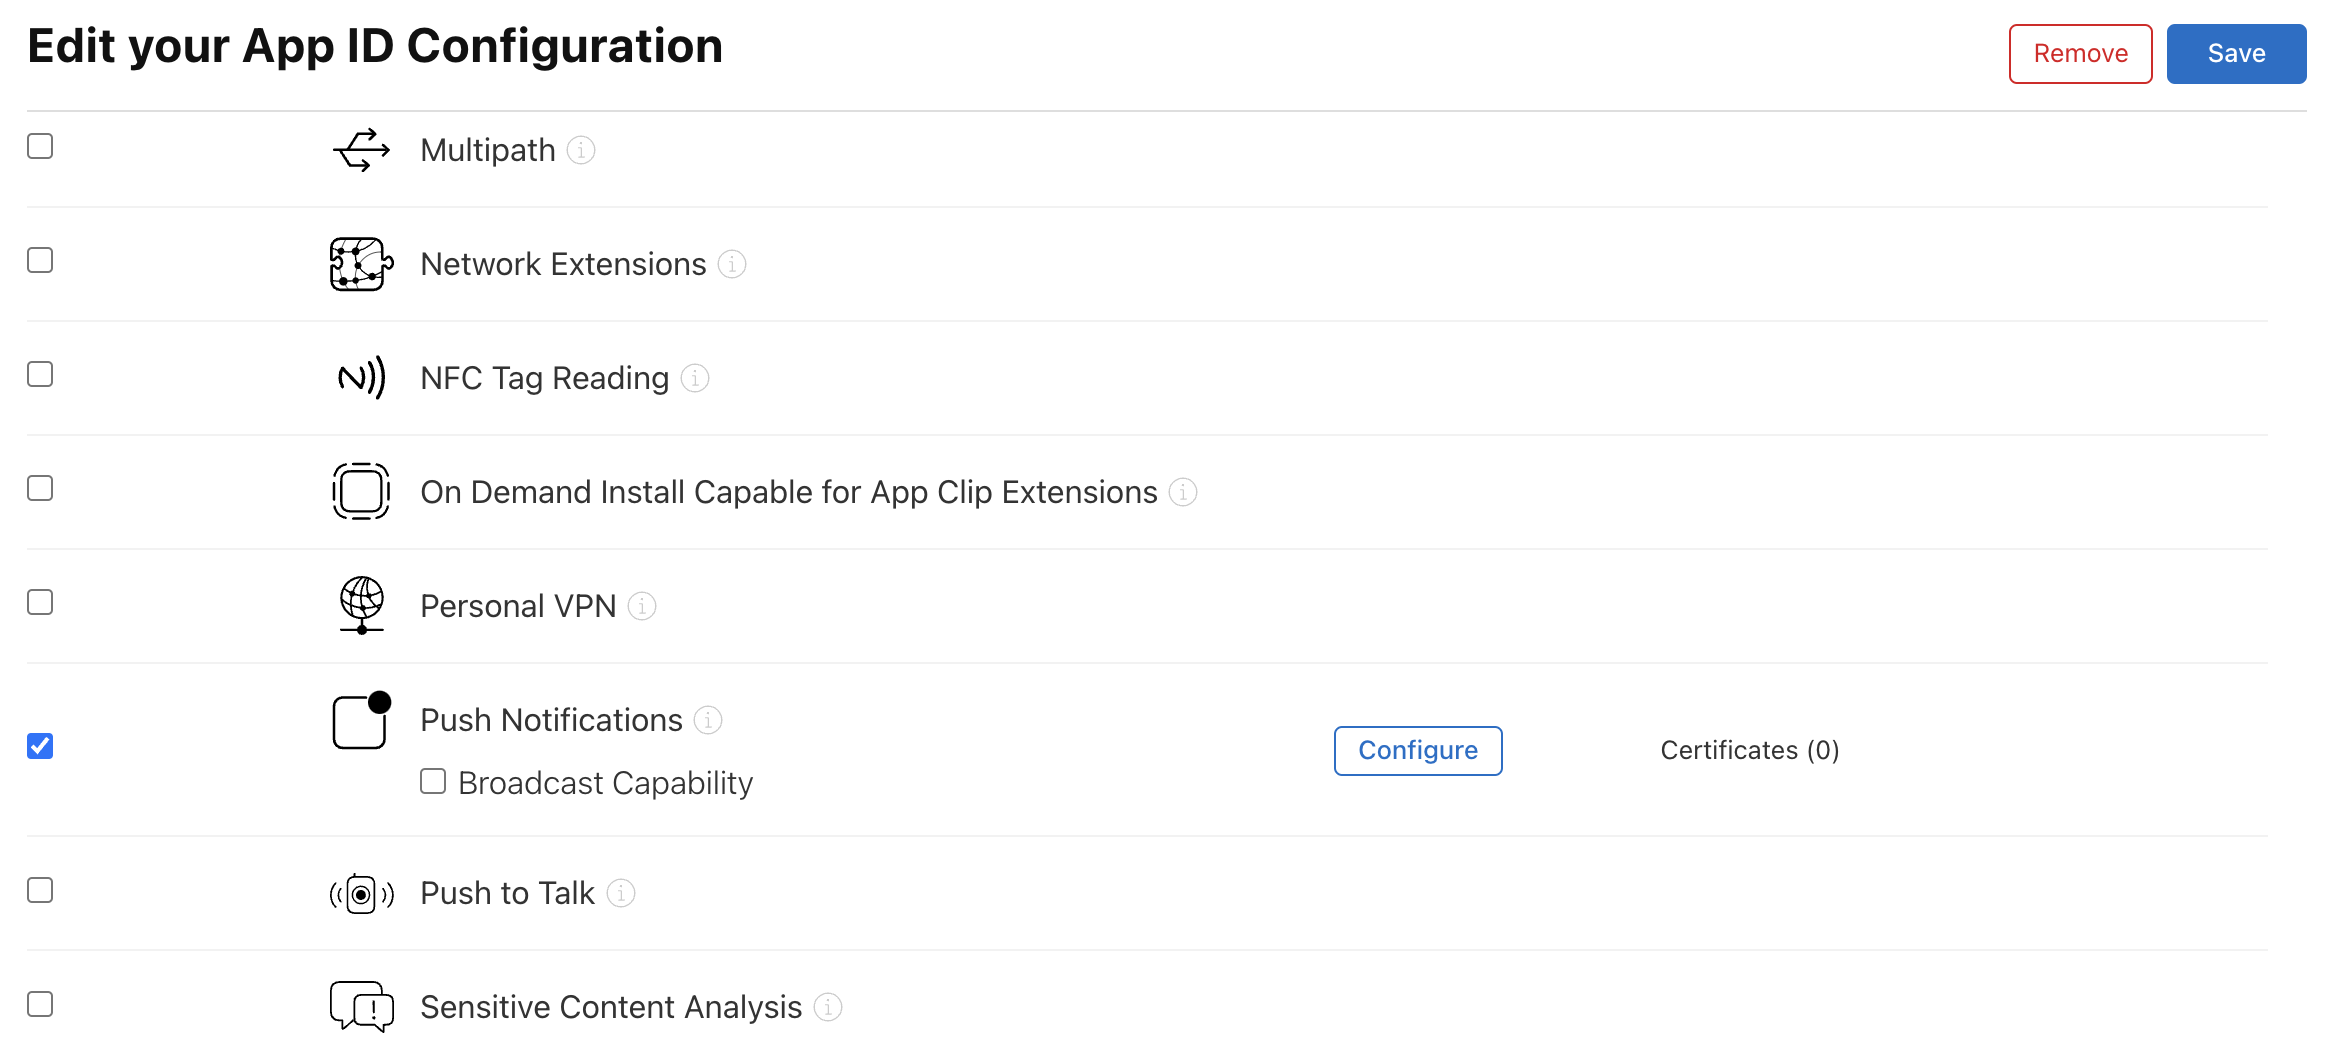 Edit your App ID Configuration
Remove
Save
Multipath
Network Extensions
NFC Tag Reading
On Demand Install Capable for App Clip Extensions
Personal VPN
Push Notifications
Configure
Certificates (0)
Broadcast Capability
Push to Talk
Sensitive Content Analysis